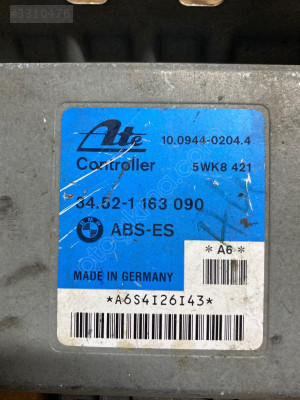 #3310476
Ate 10.0944-0204.4
Controller 5WK8 421
34.52-1 163 090
BMW ABS-ES
*A6*
MADE IN GERMANY
*A6S4I26I43*